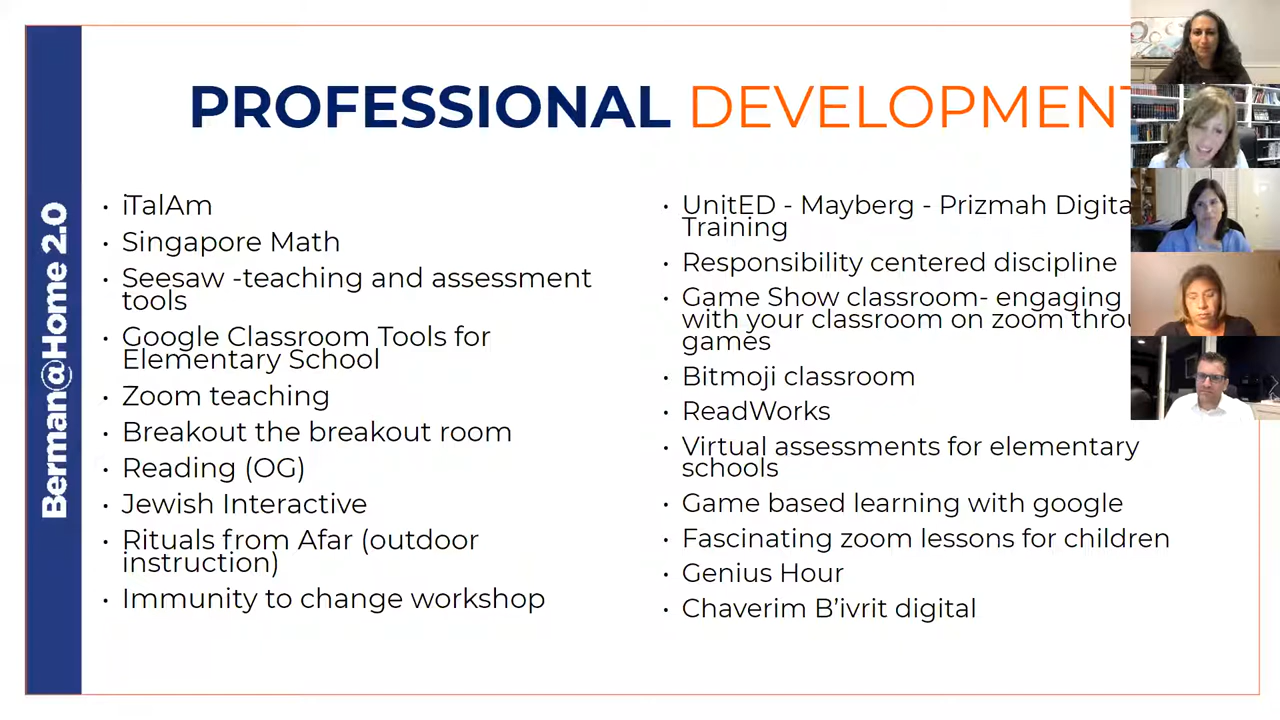 Berman@Home 2.0
PROFESSIONAL DEVELOPMENT
• iTalAm
• Singapore Math
• Seesaw -teaching and assessment
tools
• Google Classroom Tools for
Elementary School
• Zoom teaching
• Breakout the breakout room
• Reading (OG)
• Jewish Interactive
• Rituals from Afar (outdoor
instruction)
• Immunity to change workshop
• UnitED - Mayberg - Prizmah Digital
Training
• Responsibility centered discipline
• Game Show classroom- engaging
with your classroom on zoom
games
• Bitmoji classroom
• ReadWorks
• Virtual assessments for elementary
schools
• Game based learning with google
• Fascinating zoom lessons for children
• Genius Hour
• Chaverim B'ivrit digital